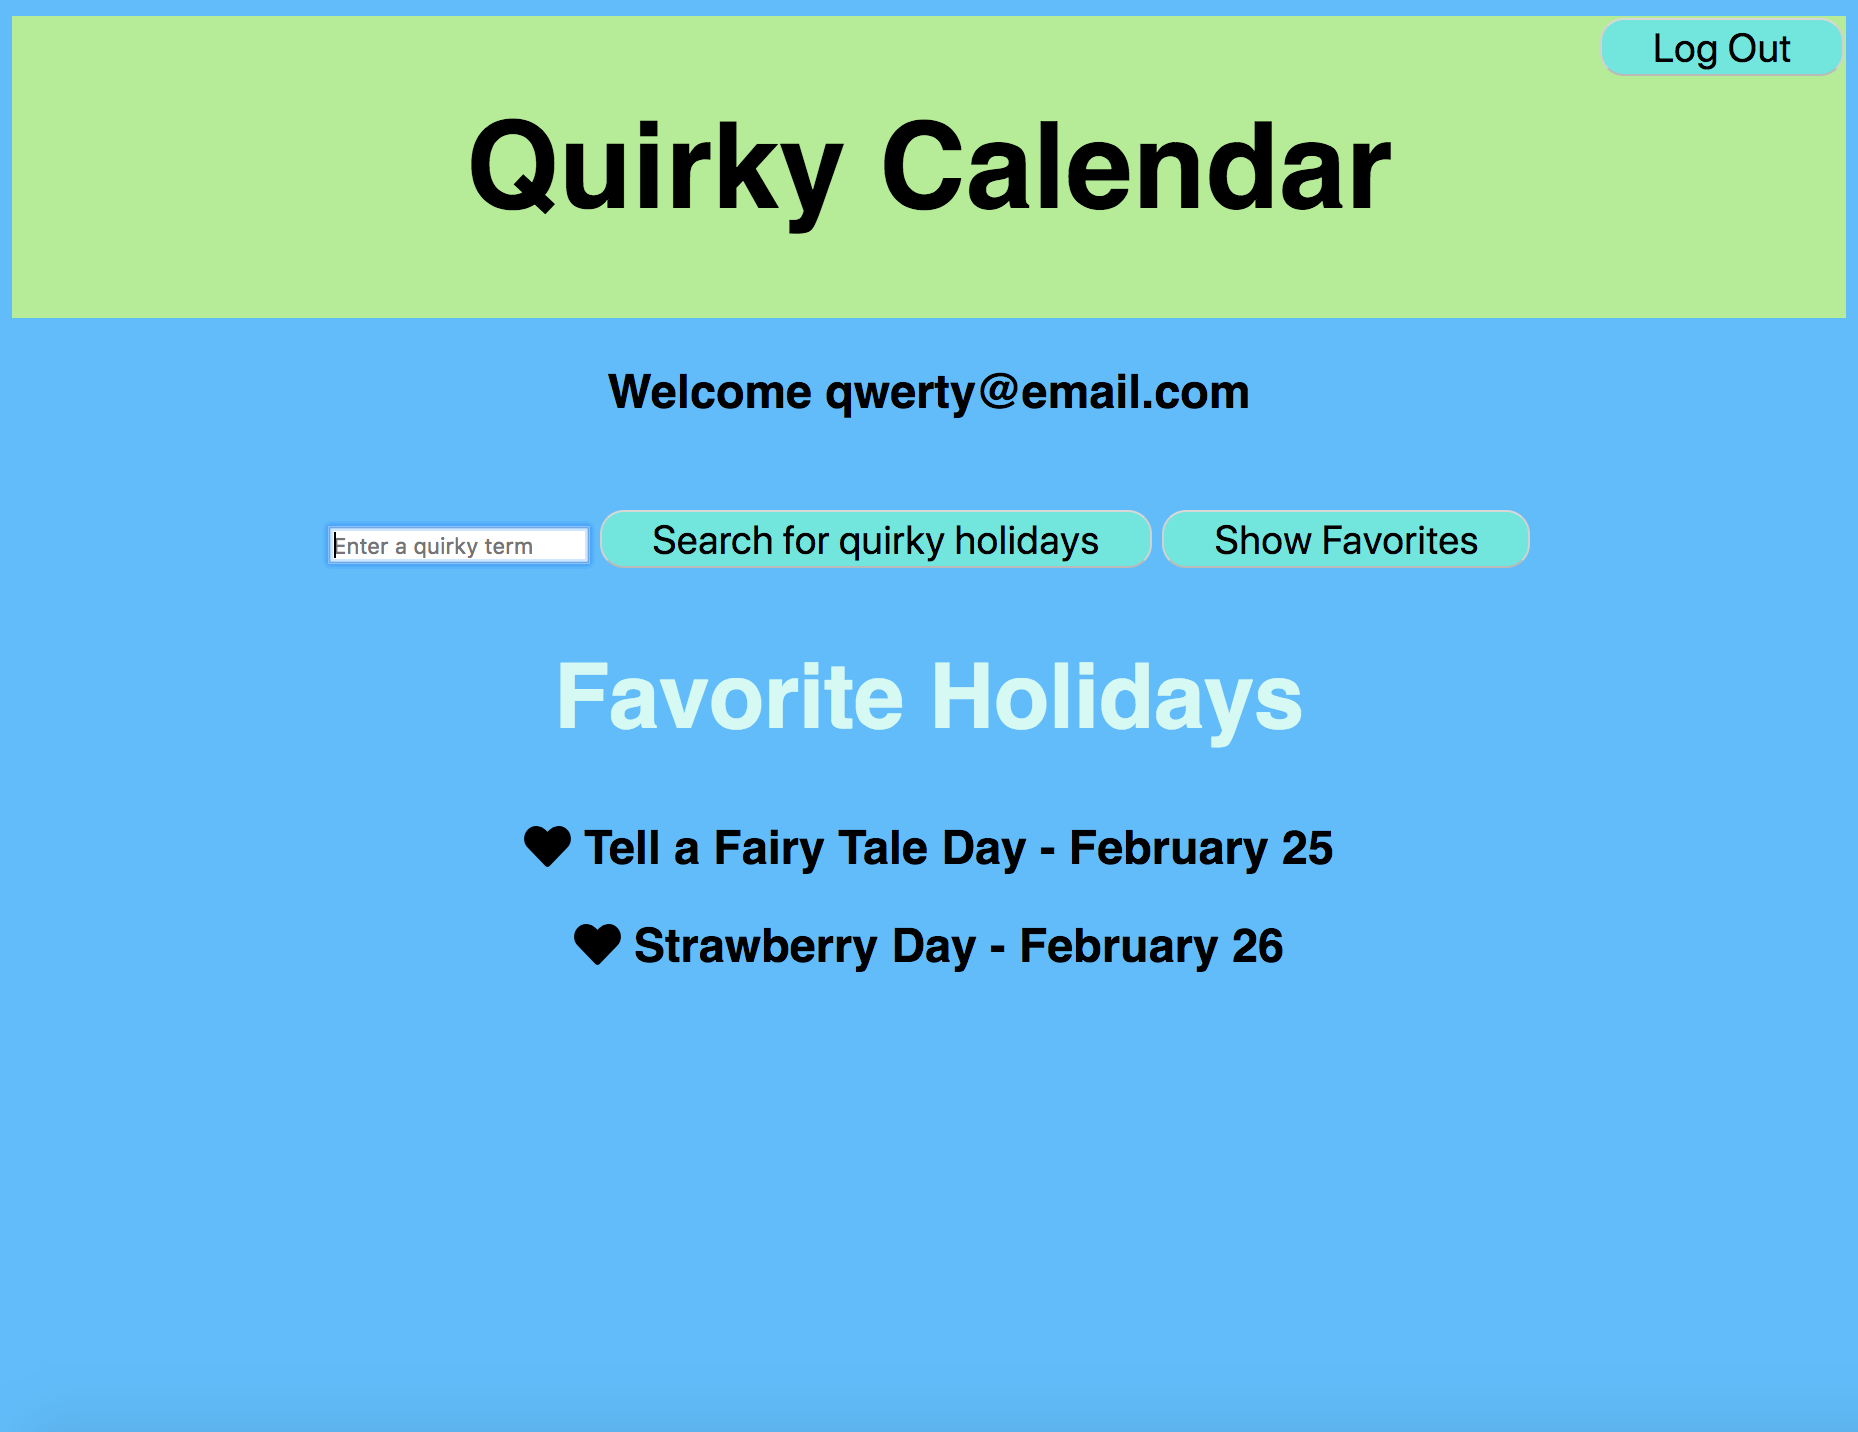 Log Out
Quirky Calendar
Welcome qwerty@email.com
Enter a quirky term Search for quirky holidays Show Favorites
Favorite Holidays
Tell a Fairy Tale Day - February 25
Strawberry Day - February 26